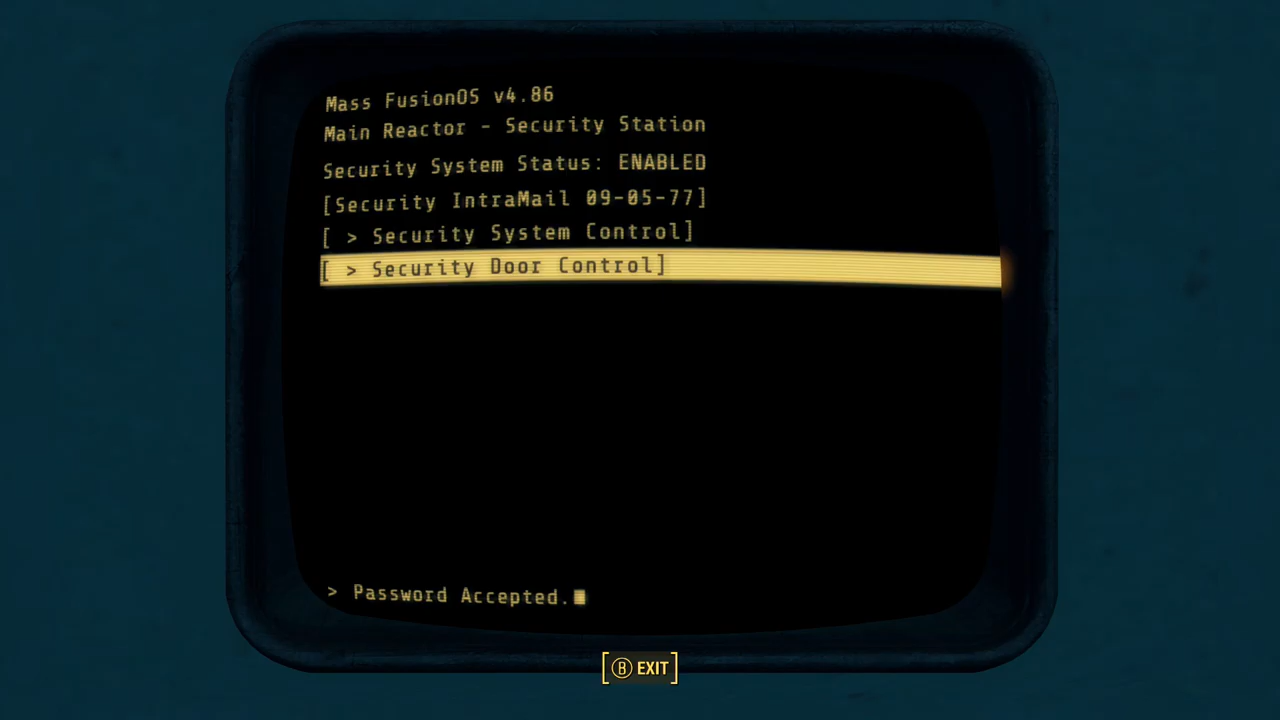 Mass FusionOS v4.86
Main Reactor - Security Station
Security System Status: ENABLED
[Security IntraMail 09-05-77]
[ > Security System Control]
[ > Security Door Control]
> Password Accepted.
[Ⓑ EXIT]